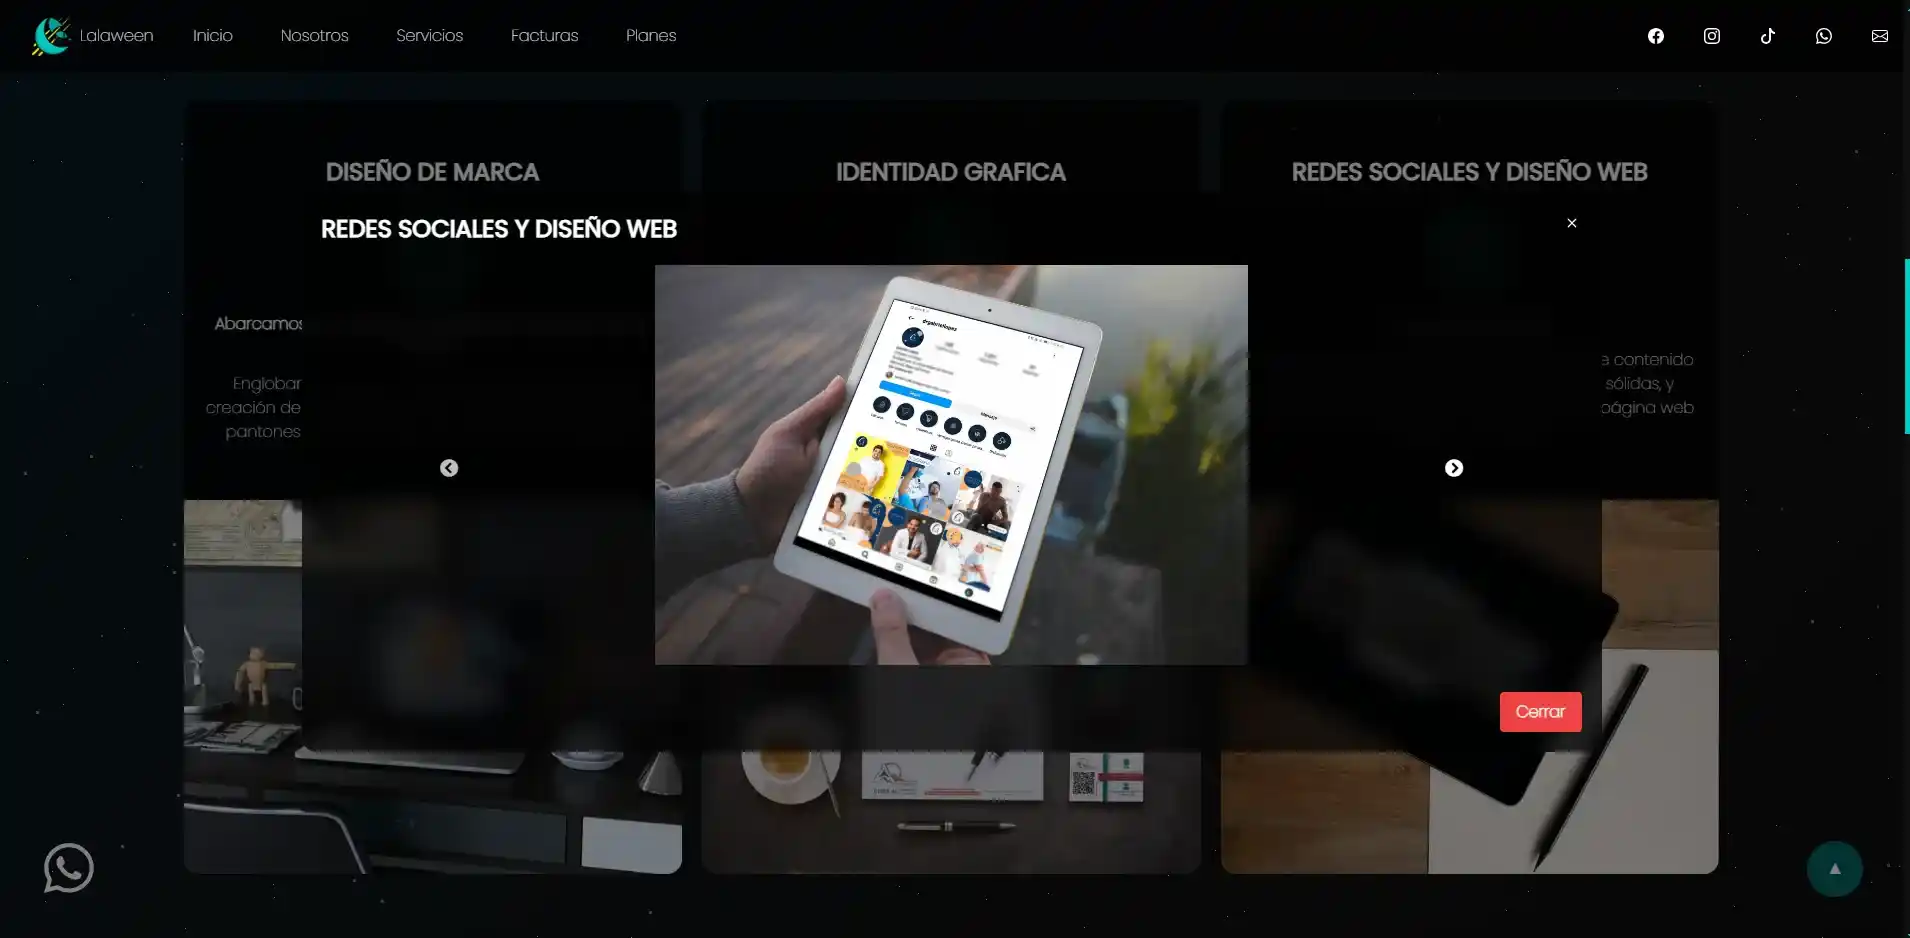 Lalaween
Inicio
Nosotros
Servicios
Facturas
Planes
DISEÑO DE MARCA
IDENTIDAD GRAFICA
REDES SOCIALES Y DISEÑO WEB
REDES SOCIALES Y DISEÑO WEB
×
Abarcamos
Englobar
creación de
pantones
contenido
sólidas, y
página web
Cerrar